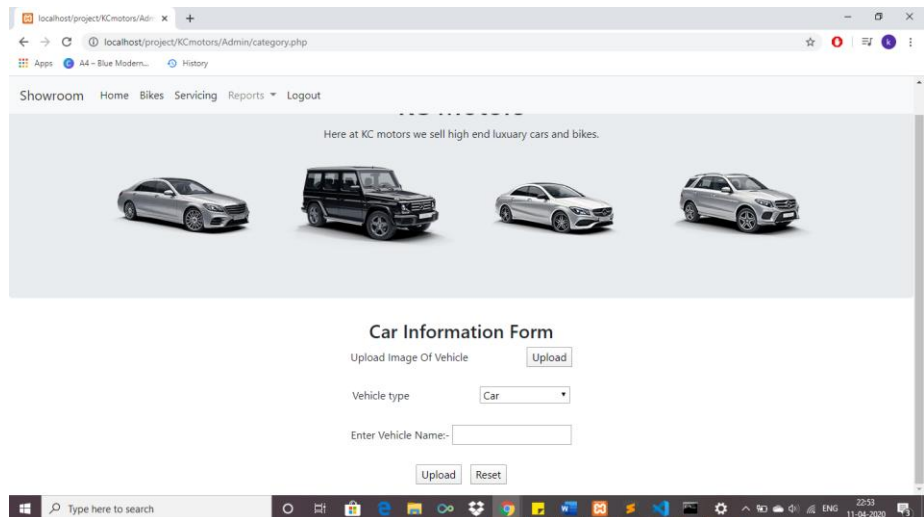 localhost/project/KCmotors/Adm
localhost/project/KCmotors/Admin/category.php
Apps A4 – Blue Modern... History
Showroom Home Bikes Servicing Reports Logout
Here at KC motors we sell high end luxuary cars and bikes.
Car Information Form
Upload Image Of Vehicle Upload
Vehicle type Car
Enter Vehicle Name:-
Upload Reset
Type here to search
ENG 22:53
11-04-2020